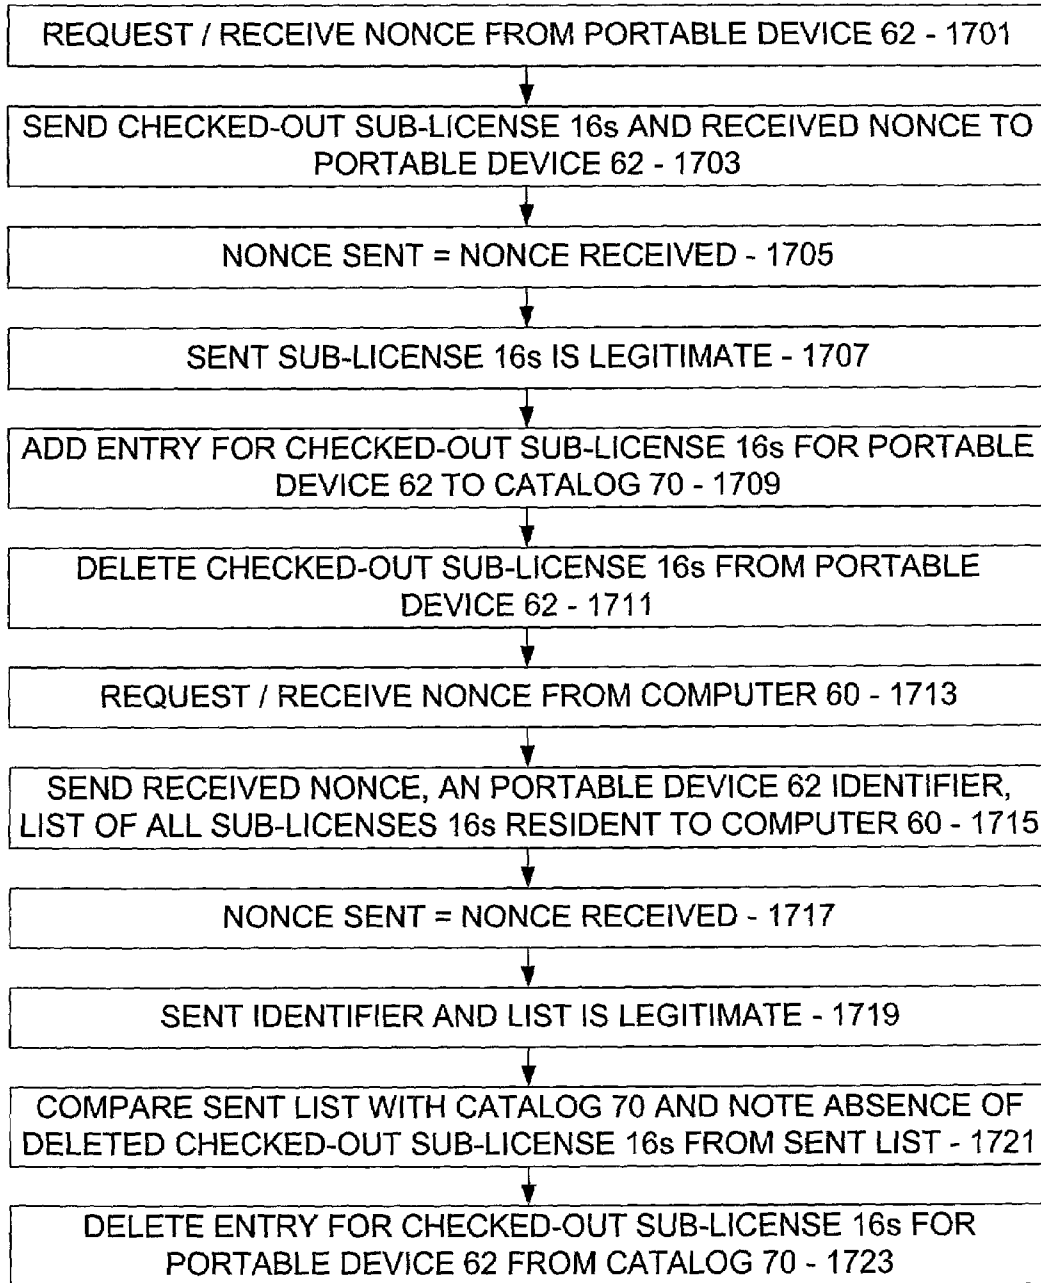 REQUEST / RECEIVE NONCE FROM PORTABLE DEVICE 62 - 1701
SEND CHECKED-OUT SUB-LICENSE 16s AND RECEIVED NONCE TO
PORTABLE DEVICE 62 - 1703
NONCE SENT = NONCE RECEIVED - 1705
SENT SUB-LICENSE 16s IS LEGITIMATE - 1707
ADD ENTRY FOR CHECKED-OUT SUB-LICENSE 16s FOR PORTABLE
DEVICE 62 TO CATALOG 70 - 1709
DELETE CHECKED-OUT SUB-LICENSE 16s FROM PORTABLE
DEVICE 62 - 1711
REQUEST / RECEIVE NONCE FROM COMPUTER 60 - 1713
SEND RECEIVED NONCE, AN PORTABLE DEVICE 62 IDENTIFIER,
LIST OF ALL SUB-LICENSES 16s RESIDENT TO COMPUTER 60 - 1715
NONCE SENT = NONCE RECEIVED - 1717
SENT IDENTIFIER AND LIST IS LEGITIMATE - 1719
COMPARE SENT LIST WITH CATALOG 70 AND NOTE ABSENCE OF
DELETED CHECKED-OUT SUB-LICENSE 16s FROM SENT LIST - 1721
DELETE ENTRY FOR CHECKED-OUT SUB-LICENSE 16s FOR
PORTABLE DEVICE 62 FROM CATALOG 70 - 1723